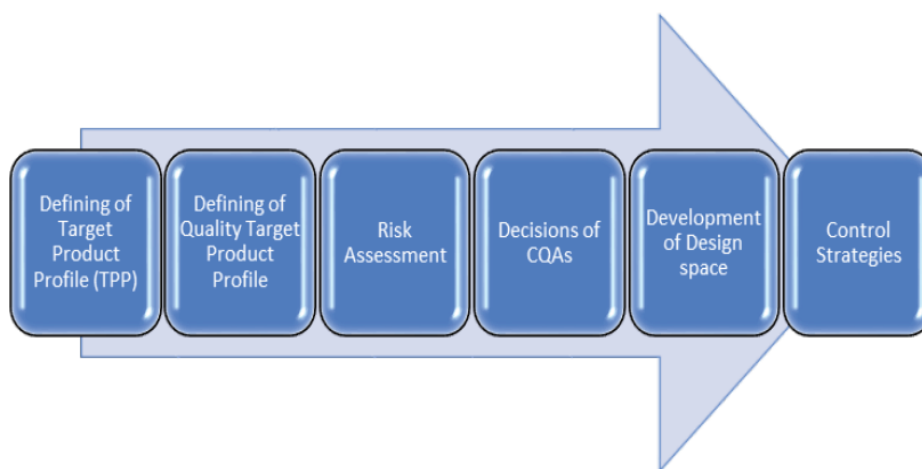 Defining of
Target
Product
Profile (TPP)
Defining of
Quality Target
Product
Profile
Risk
Assessment
Decisions of
CQAs
Development
of Design
space
Control
Strategies